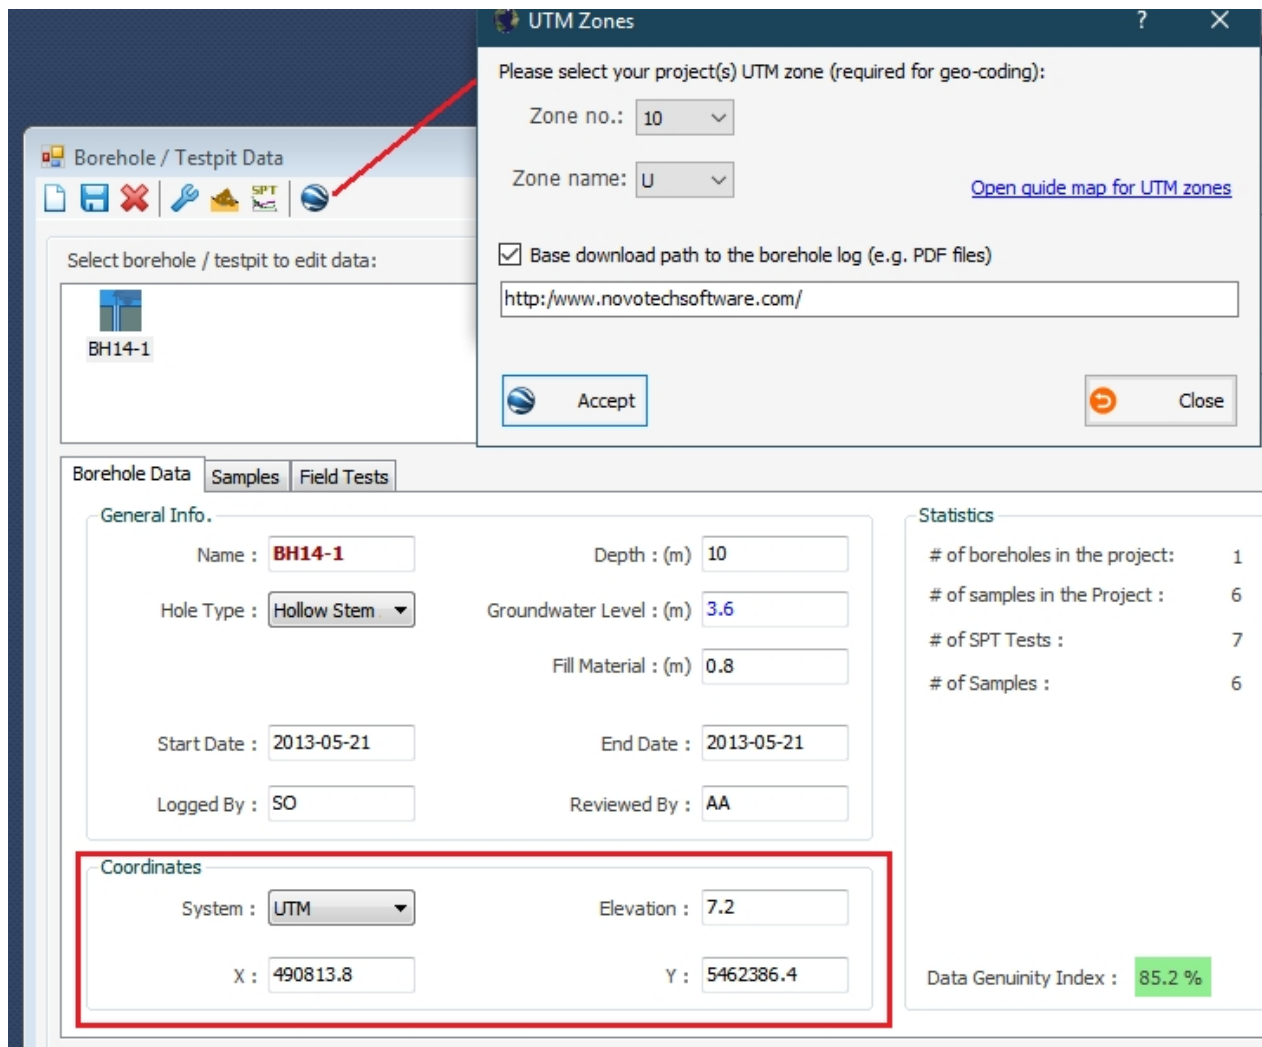 UTM Zones
?
Please select your project(s) UTM zone (required for geo-coding):
Zone no.: 10
Zone name: U
Open guide map for UTM zones
Base download path to the borehole log (e.g. PDF files)
http:/www.novotechsoftware.com/
Accept
Close
Borehole / Testpit Data
SPT
Select borehole / testpit to edit data:
BH14-1
Borehole Data Samples Field Tests
General Info.
Name : BH14-1 Depth : (m) 10
Hole Type : Hollow Stem Groundwater Level : (m) 3.6
Fill Material : (m) 0.8
Start Date : 2013-05-21 End Date : 2013-05-21
Logged By : SO Reviewed By : AA
Coordinates
System : UTM Elevation : 7.2
X : 490813.8 Y : 5462386.4
Statistics
# of boreholes in the project: 1
# of samples in the Project : 6
# of SPT Tests : 7
# of Samples : 6
Data Genuinity Index : 85.2 %